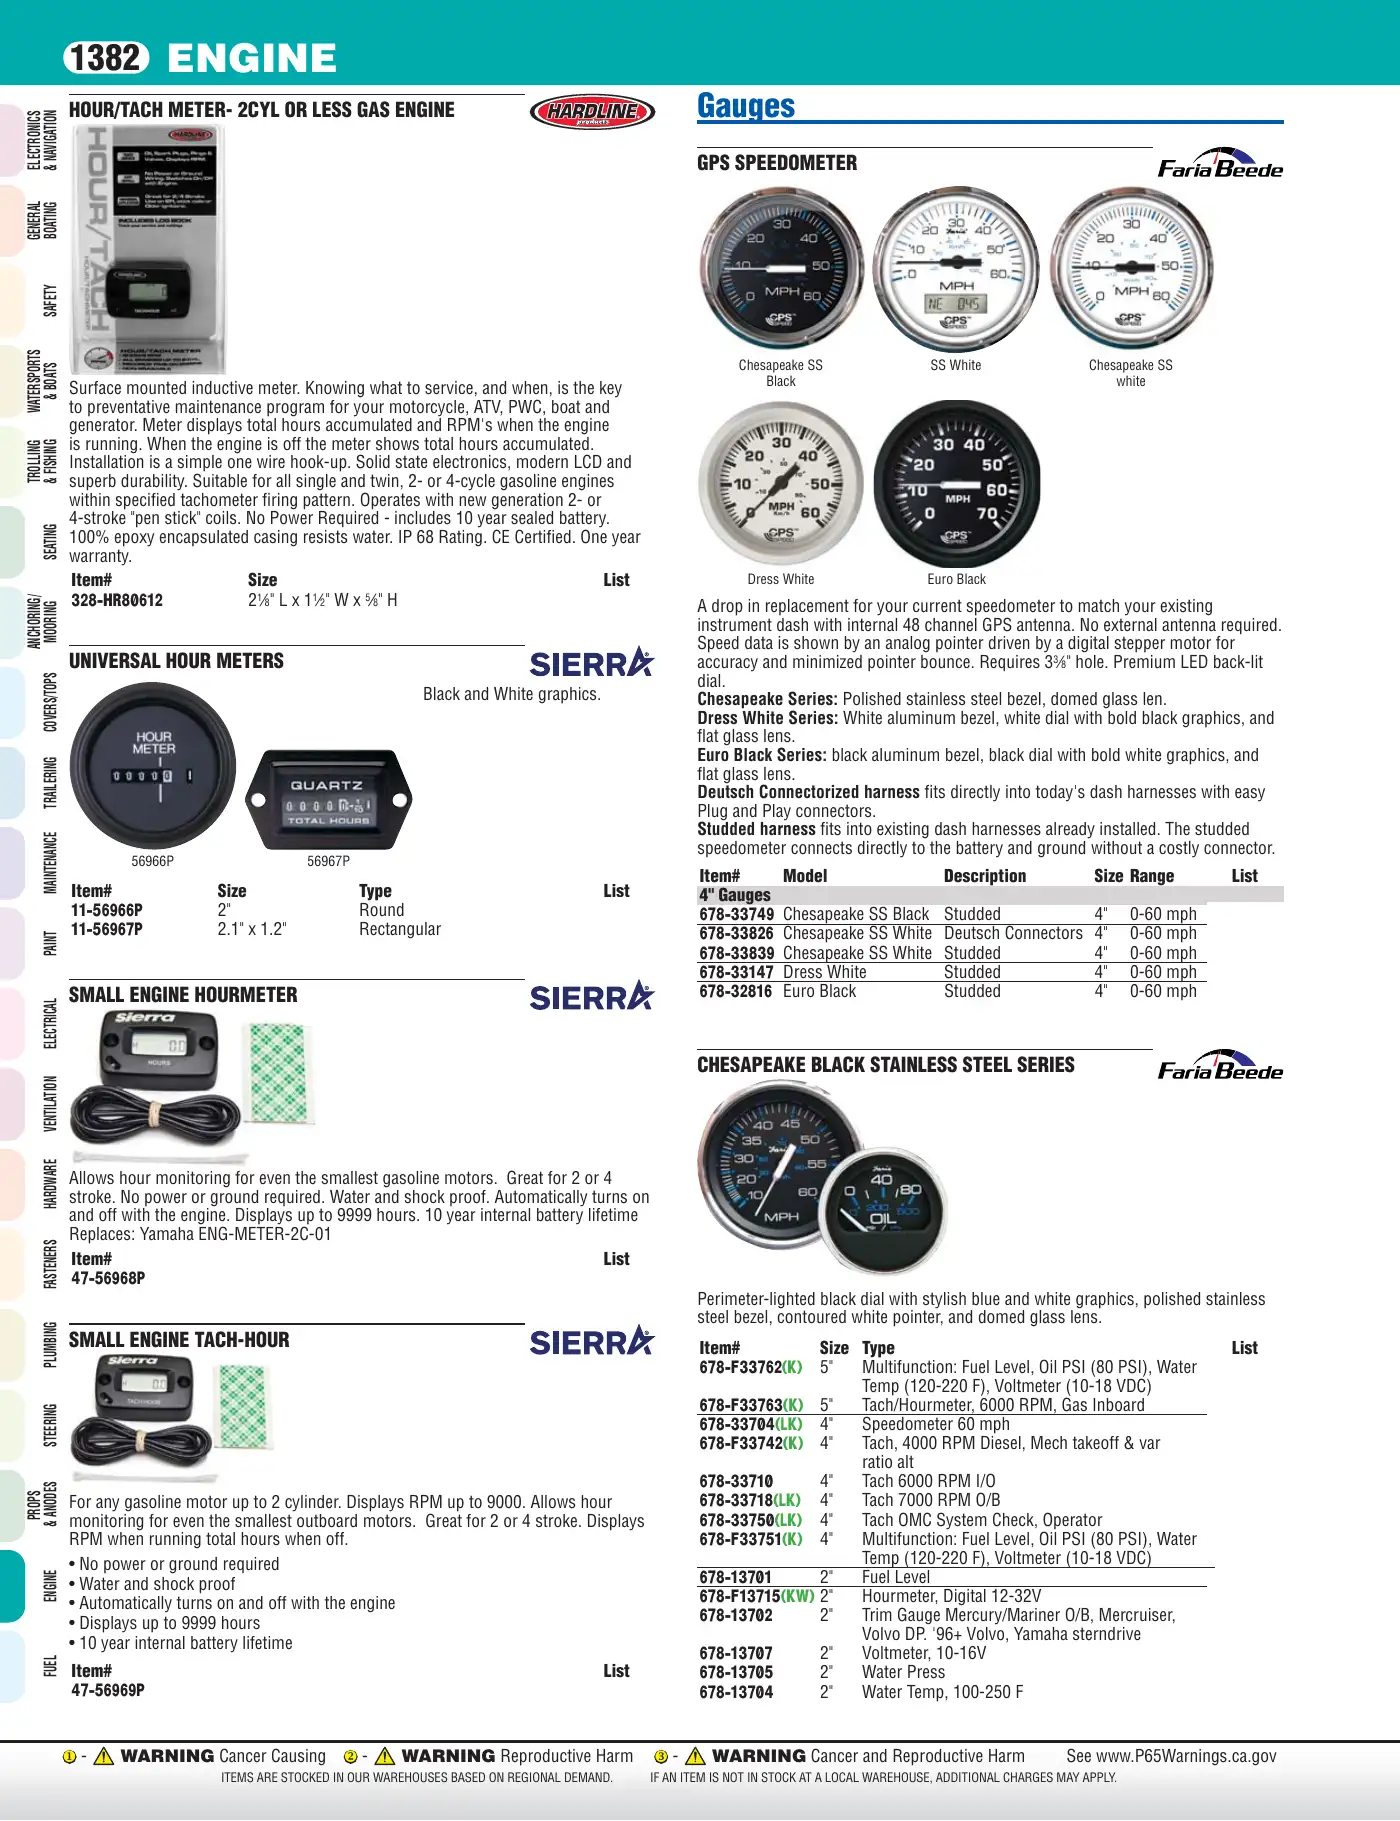 1382 ENGINE
ELECTRONICS
& NAVIGATION
GENERAL
BOATING
SAFETY
WATERSPORTS
& BOATS
TROLLING
& FISHING
SEATING
ANCHORING/
MOORING
COVERS/TOPS
TRAILERING
MAINTENANCE
PAINT
ELECTRICAL
VENTILATION
HARDWARE
FASTENERS
PLUMBING
STEERING
PROPS
& ANODES
ENGINE
FUEL
HOUR/TACH METER- 2CYL OR LESS GAS ENGINE
HARDLINE
products
HOUR/TACH
INCLUDES LOG BOOK
Surface mounted inductive meter. Knowing what to service, and when, is the key
to preventative maintenance program for your motorcycle, ATV, PWC, boat and
generator. Meter displays total hours accumulated and RPM's when the engine
is running. When the engine is off the meter shows total hours accumulated.
Installation is a simple one wire hook-up. Solid state electronics, modern LCD and
superb durability. Suitable for all single and twin, 2- or 4-cycle gasoline engines
within specified tachometer firing pattern. Operates with new generation 2- or
4-stroke "pen stick" coils. No Power Required - includes 10 year sealed battery.
100% epoxy encapsulated casing resists water. IP 68 Rating. CE Certified. One year
warranty.
Item# Size List
328-HR80612 2⅛" L x 1½" W x ⅝" H
UNIVERSAL HOUR METERS
SIERRA
Black and White graphics.
HOUR
METER
QUARTZ
TOTAL HOURS
56966P 56967P
Item# Size Type List
11-56966P 2" Round
11-56967P 2.1" x 1.2" Rectangular
SMALL ENGINE HOURMETER
SIERRA
Sierra
HOURS
Allows hour monitoring for even the smallest gasoline motors.  Great for 2 or 4
stroke. No power or ground required. Water and shock proof. Automatically turns on
and off with the engine. Displays up to 9999 hours. 10 year internal battery lifetime
Replaces: Yamaha ENG-METER-2C-01
Item# List
47-56968P
SMALL ENGINE TACH-HOUR
SIERRA
Sierra
For any gasoline motor up to 2 cylinder. Displays RPM up to 9000. Allows hour
monitoring for even the smallest outboard motors.  Great for 2 or 4 stroke. Displays
RPM when running total hours when off.
• No power or ground required
• Water and shock proof
• Automatically turns on and off with the engine
• Displays up to 9999 hours
• 10 year internal battery lifetime
Item# List
47-56969P
Gauges
GPS SPEEDOMETER
Faria Beede
Chesapeake SS
Black
SS White
Chesapeake SS
white
Dress White Euro Black
A drop in replacement for your current speedometer to match your existing
instrument dash with internal 48 channel GPS antenna. No external antenna required.
Speed data is shown by an analog pointer driven by a digital stepper motor for
accuracy and minimized pointer bounce. Requires 3⅜" hole. Premium LED back-lit
dial.
Chesapeake Series: Polished stainless steel bezel, domed glass len.
Dress White Series: White aluminum bezel, white dial with bold black graphics, and
flat glass lens.
Euro Black Series: black aluminum bezel, black dial with bold white graphics, and
flat glass lens.
Deutsch Connectorized harness fits directly into today's dash harnesses with easy
Plug and Play connectors.
Studded harness fits into existing dash harnesses already installed. The studded
speedometer connects directly to the battery and ground without a costly connector.
Item# Model Description Size Range List
4" Gauges
678-33749 Chesapeake SS Black Studded 4" 0-60 mph
678-33826 Chesapeake SS White Deutsch Connectors 4" 0-60 mph
678-33839 Chesapeake SS White Studded 4" 0-60 mph
678-33147 Dress White Studded 4" 0-60 mph
678-32816 Euro Black Studded 4" 0-60 mph
CHESAPEAKE BLACK STAINLESS STEEL SERIES
Faria Beede
Perimeter-lighted black dial with stylish blue and white graphics, polished stainless
steel bezel, contoured white pointer, and domed glass lens.
Item# Size Type List
678-F33762(K) 5" Multifunction: Fuel Level, Oil PSI (80 PSI), Water
Temp (120-220 F), Voltmeter (10-18 VDC)
678-F33763(K) 5" Tach/Hourmeter, 6000 RPM, Gas Inboard
678-33704(LK) 4" Speedometer 60 mph
678-F33742(K) 4" Tach, 4000 RPM Diesel, Mech takeoff & var
ratio alt
678-33710 4" Tach 6000 RPM I/O
678-33718(LK) 4" Tach 7000 RPM O/B
678-33750(LK) 4" Tach OMC System Check, Operator
678-F33751(K) 4" Multifunction: Fuel Level, Oil PSI (80 PSI), Water
Temp (120-220 F), Voltmeter (10-18 VDC)
678-13701 2" Fuel Level
678-F13715(KW) 2" Hourmeter, Digital 12-32V
678-13702 2" Trim Gauge Mercury/Mariner O/B, Mercruiser,
Volvo DP. '96+ Volvo, Yamaha sterndrive
678-13707 2" Voltmeter, 10-16V
678-13705 2" Water Press
678-13704 2" Water Temp, 100-250 F
1 - WARNING Cancer Causing 2 - WARNING Reproductive Harm 3 - WARNING Cancer and Reproductive Harm See www.P65Warnings.ca.gov
ITEMS ARE STOCKED IN OUR WAREHOUSES BASED ON REGIONAL DEMAND. IF AN ITEM IS NOT IN STOCK AT A LOCAL WAREHOUSE, ADDITIONAL CHARGES MAY APPLY.